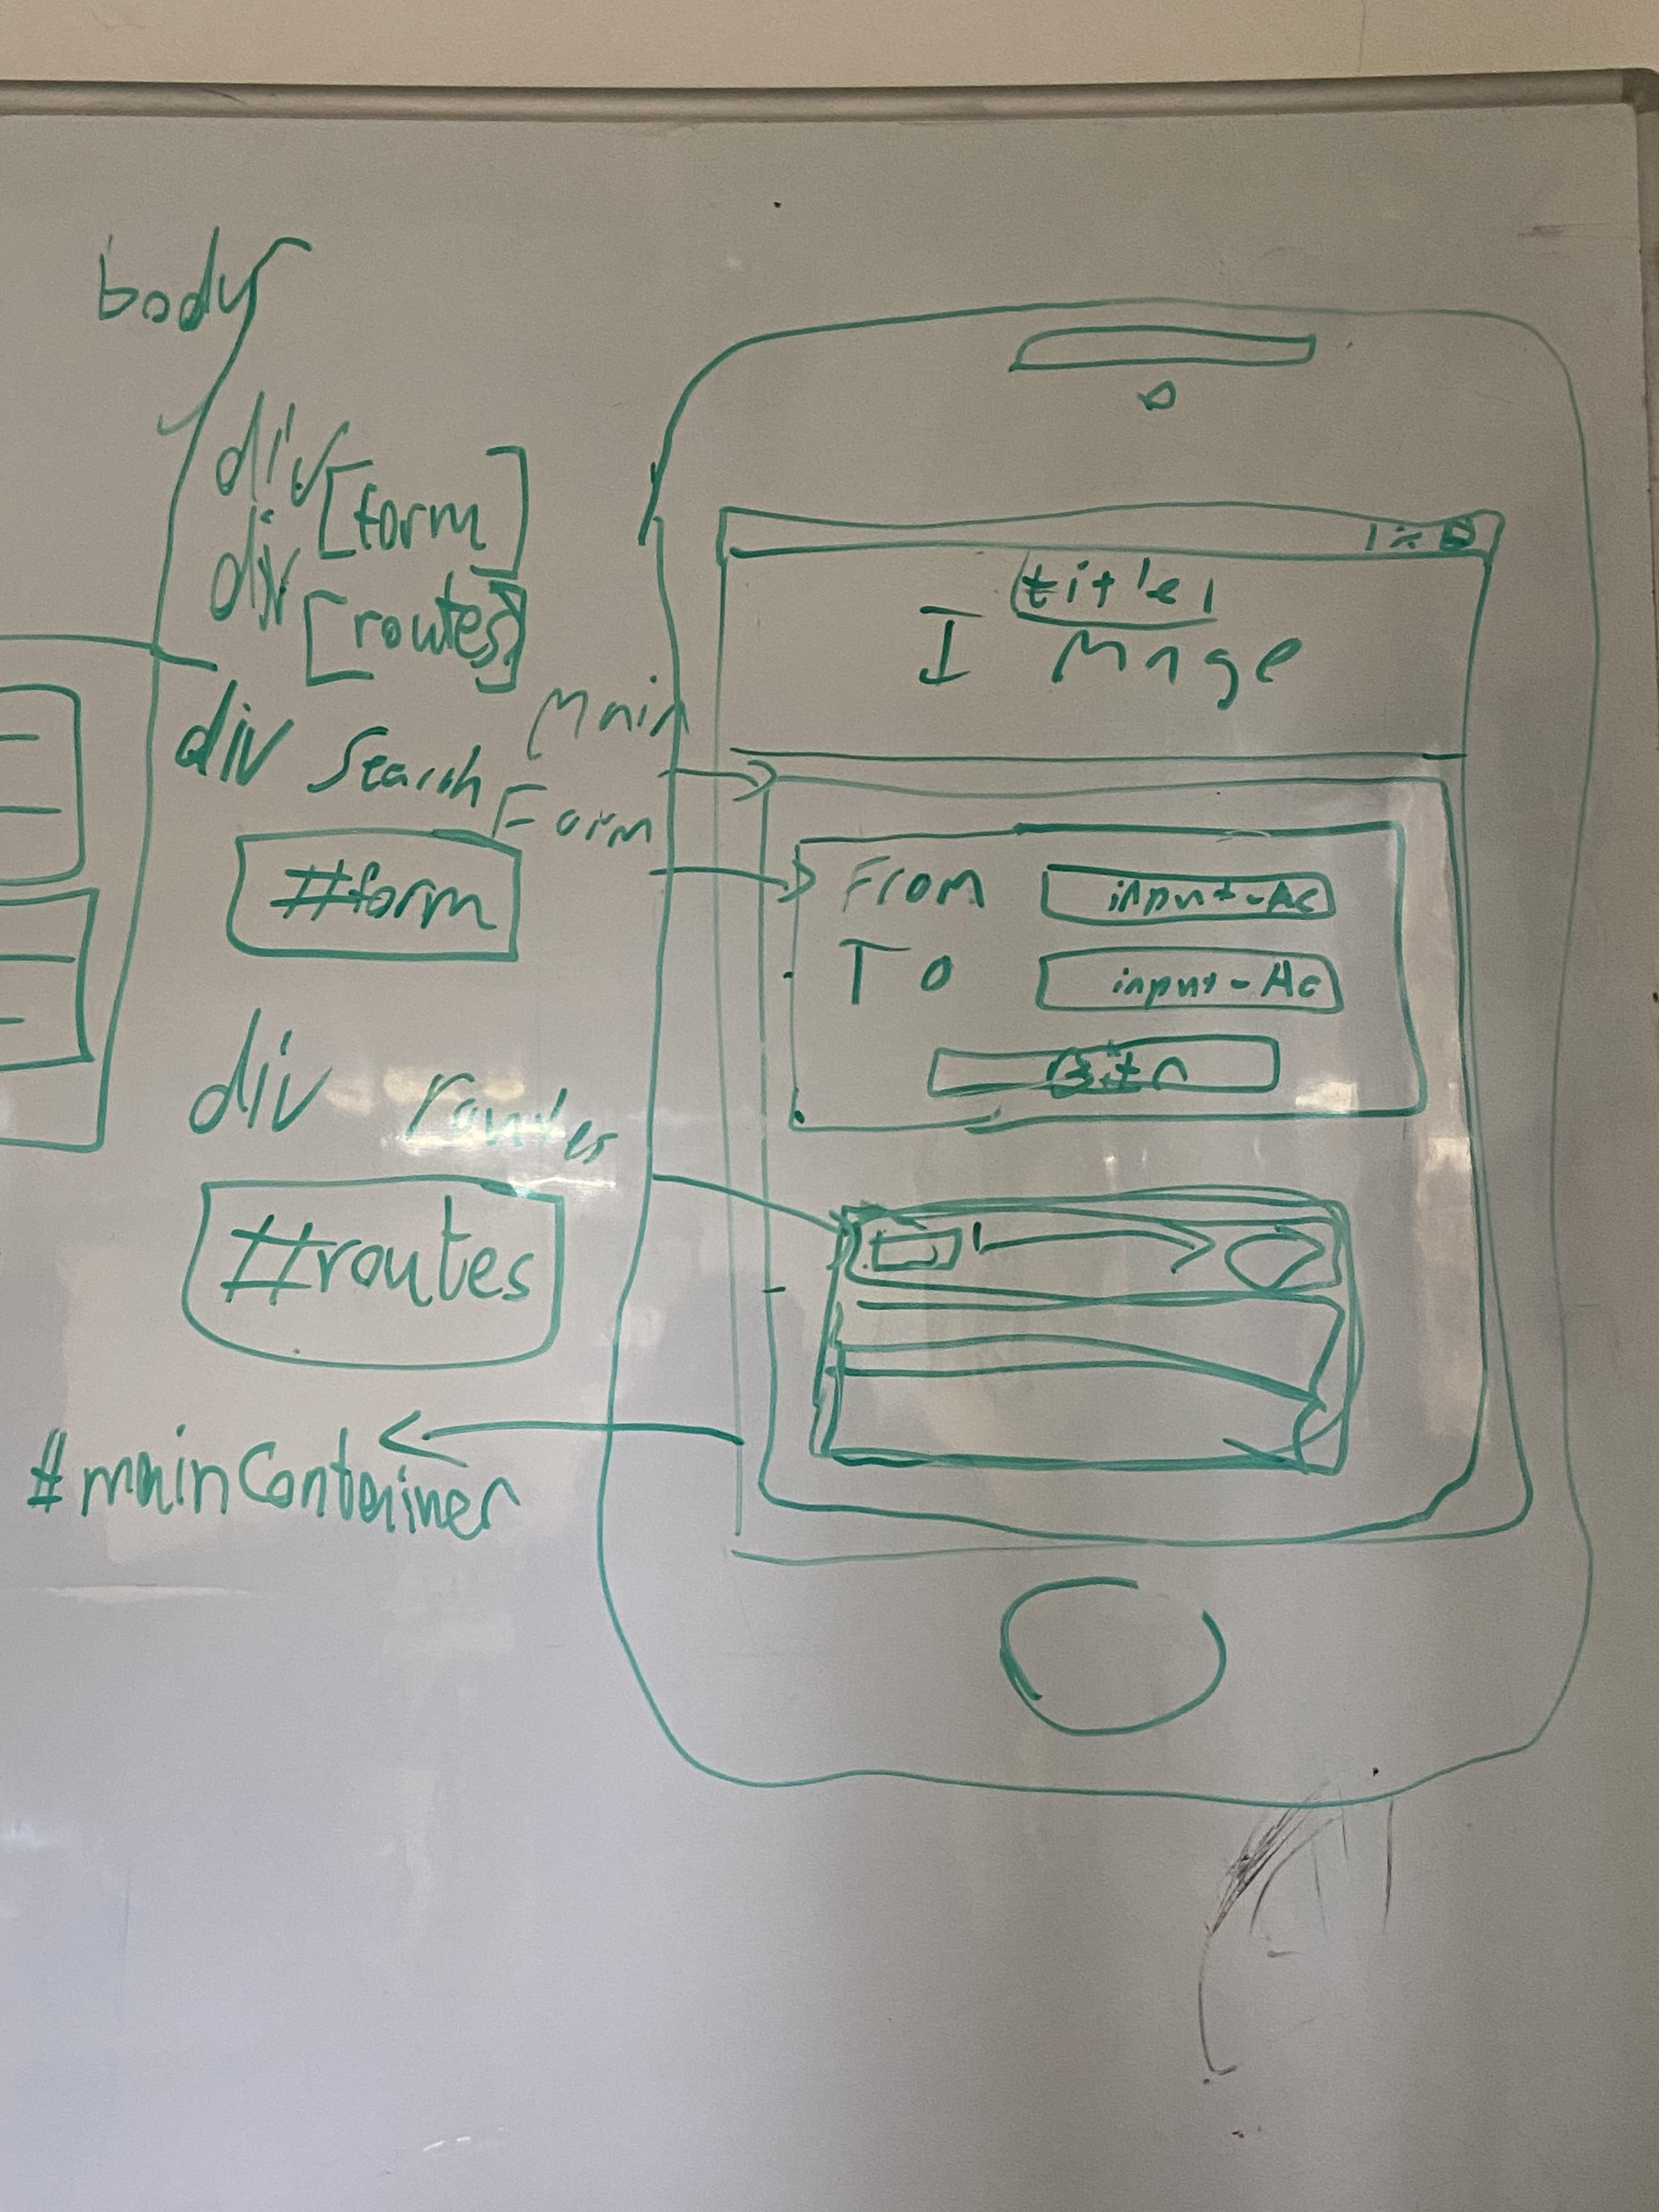 body
div [form]
div [routes]
div Search
Main
Form
#form
div routes
#routes
#mainContainer
title
I Mage
From input-Ac
To input-Ac